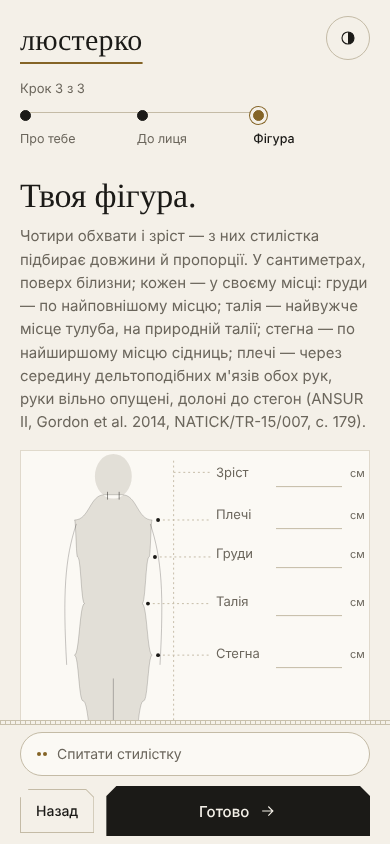 люстерко
Крок 3 з 3
Про тебе
До лиця
Фігура
Твоя фігура.
Чотири обхвати і зріст — з них стилістка
підбирає довжини й пропорції. У сантиметрах,
поверх білизни; кожен — у своєму місці: груди
— по найповнішому місцю; талія — найвужче
місце тулуба, на природній талії; стегна — по
найширшому місцю сідниць; плечі — через
середину дельтоподібних м'язів обох рук,
руки вільно опущені, долоні до стегон (ANSUR
II, Gordon et al. 2014, NATICK/TR-15/007, с. 179).
Зріст см
Плечі см
Груди см
Талія см
Стегна см
Спитати стилістку
Назад
Готово →